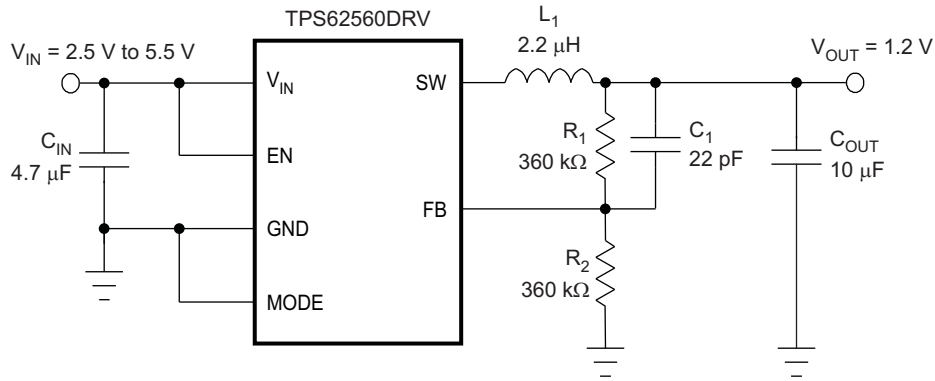 TPS62560DRV
V_IN = 2.5 V to 5.5 V
C_IN
4.7 μF
V_IN
EN
GND
MODE
SW
FB
L_1
2.2 μH
R_1
360 kΩ
C_1
22 pF
R_2
360 kΩ
V_OUT = 1.2 V
C_OUT
10 μF